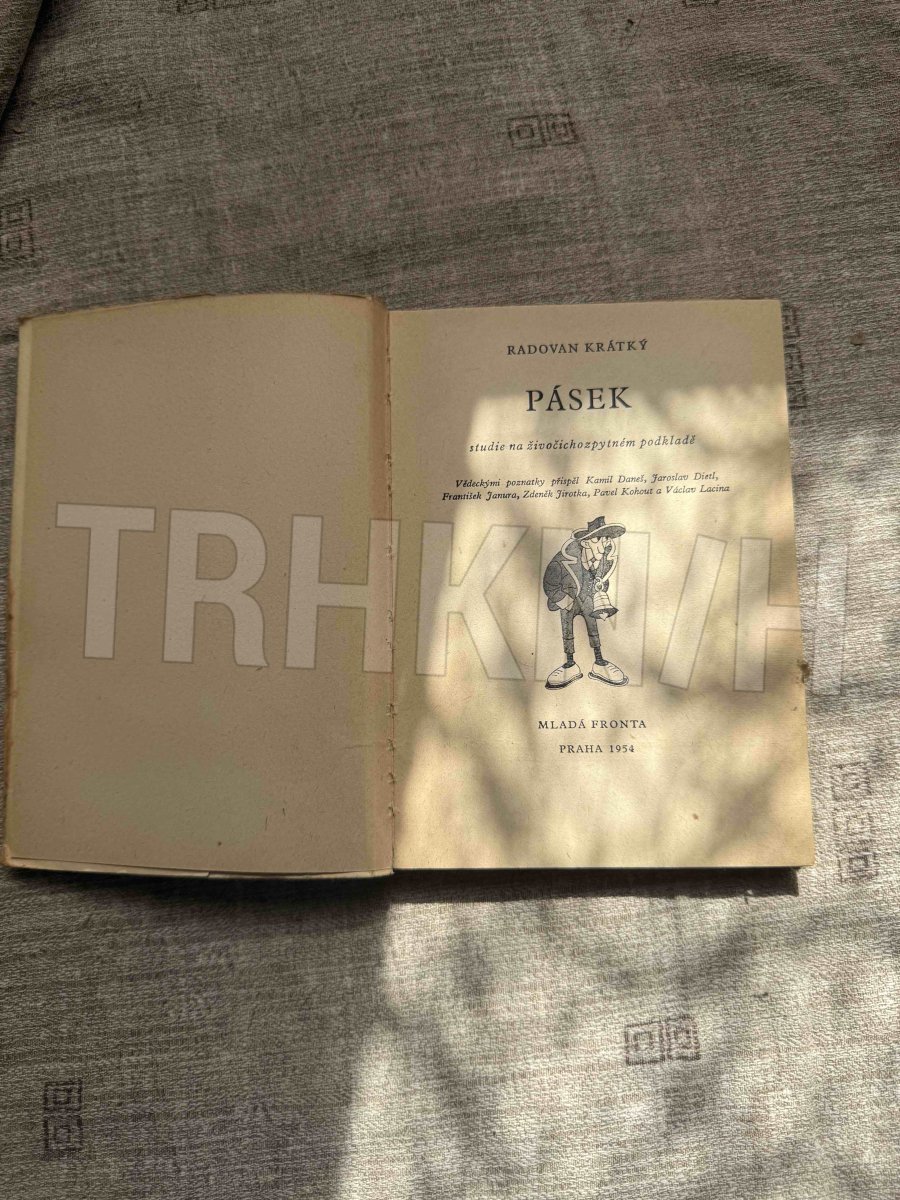 RADOVAN KRÁTKÝ
PÁSEK
studie na živočichozpytném podkladě
Vědeckými poznatky přispěl Kamil Daneš, Jaroslav Dietl,
František Janura, Zdeněk Jirotka, Pavel Kohout a Václav Lacina
TRHKM/H
MLADÁ FRONTA
PRAHA 1954